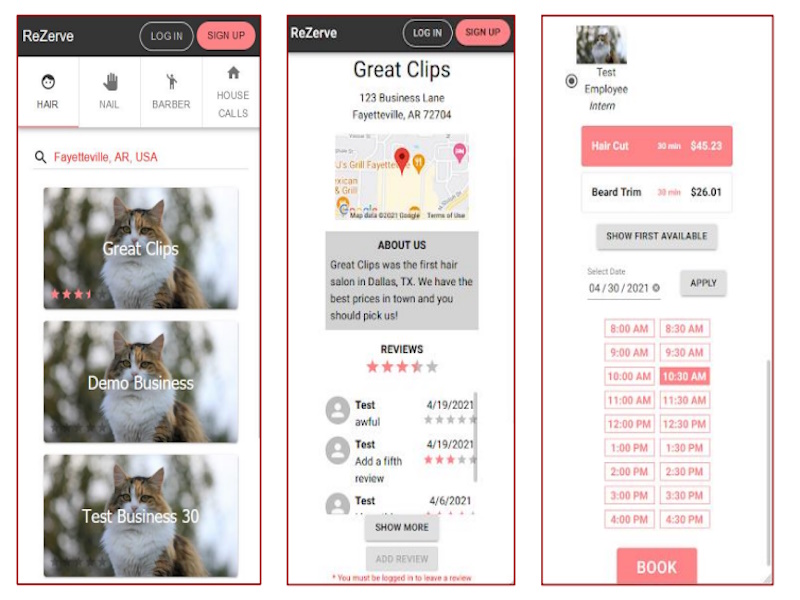 ReZerve LOG IN SIGN UP
HAIR NAIL BARBER HOUSE CALLS
Fayetteville, AR, USA
Great Clips
Demo Business
Test Business 30
ReZerve LOG IN SIGN UP
Great Clips
123 Business Lane
Fayetteville, AR 72704
J's Grill Fayette
xican
& Grill
Google Map data ©2021 Google Terms of Use
ABOUT US
Great Clips was the first hair
salon in Dallas, TX. We have the
best prices in town and you
should pick us!
REVIEWS
Test 4/19/2021
awful
Test 4/19/2021
Add a fifth
review
Test 4/6/2021
SHOW MORE
ADD REVIEW
* You must be logged in to leave a review
Test
Employee
Intern
Hair Cut 30 min $45.23
Beard Trim 30 min $26.01
SHOW FIRST AVAILABLE
Select Date
04/30/2021
APPLY
8:00 AM 8:30 AM
9:00 AM 9:30 AM
10:00 AM 10:30 AM
11:00 AM 11:30 AM
12:00 PM 12:30 PM
1:00 PM 1:30 PM
2:00 PM 2:30 PM
3:00 PM 3:30 PM
4:00 PM 4:30 PM
BOOK